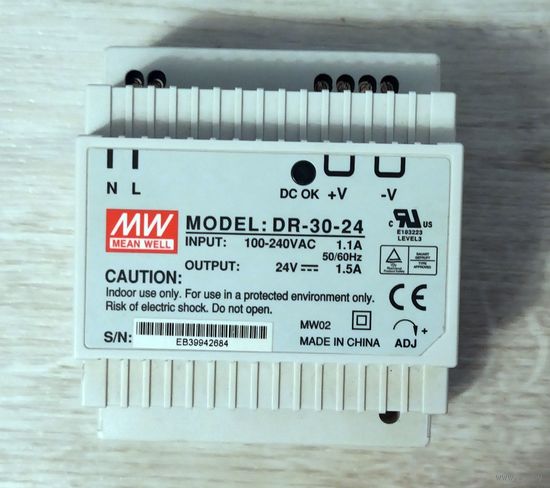 N L
DC OK +V -V
MW
MEAN WELL
MODEL: DR-30-24
INPUT: 100-240VAC 1.1A
50/60Hz
OUTPUT: 24V 1.5A
c UL US
E183223
LEVEL3
CAUTION:
Indoor use only. For use in a protected environment only.
Risk of electric shock. Do not open.
CE
S/N: EB39942684
MW02
MADE IN CHINA
+
ADJ